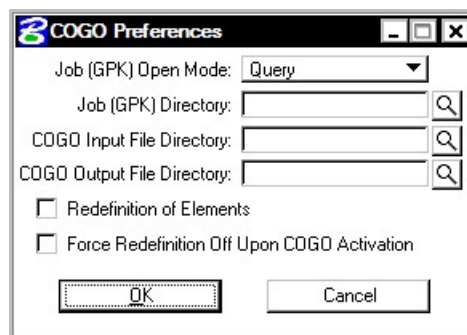 COGO Preferences
Job (GPK) Open Mode: Query
Job (GPK) Directory:
COGO Input File Directory:
COGO Output File Directory:
Redefinition of Elements
Force Redefinition Off Upon COGO Activation
OK Cancel